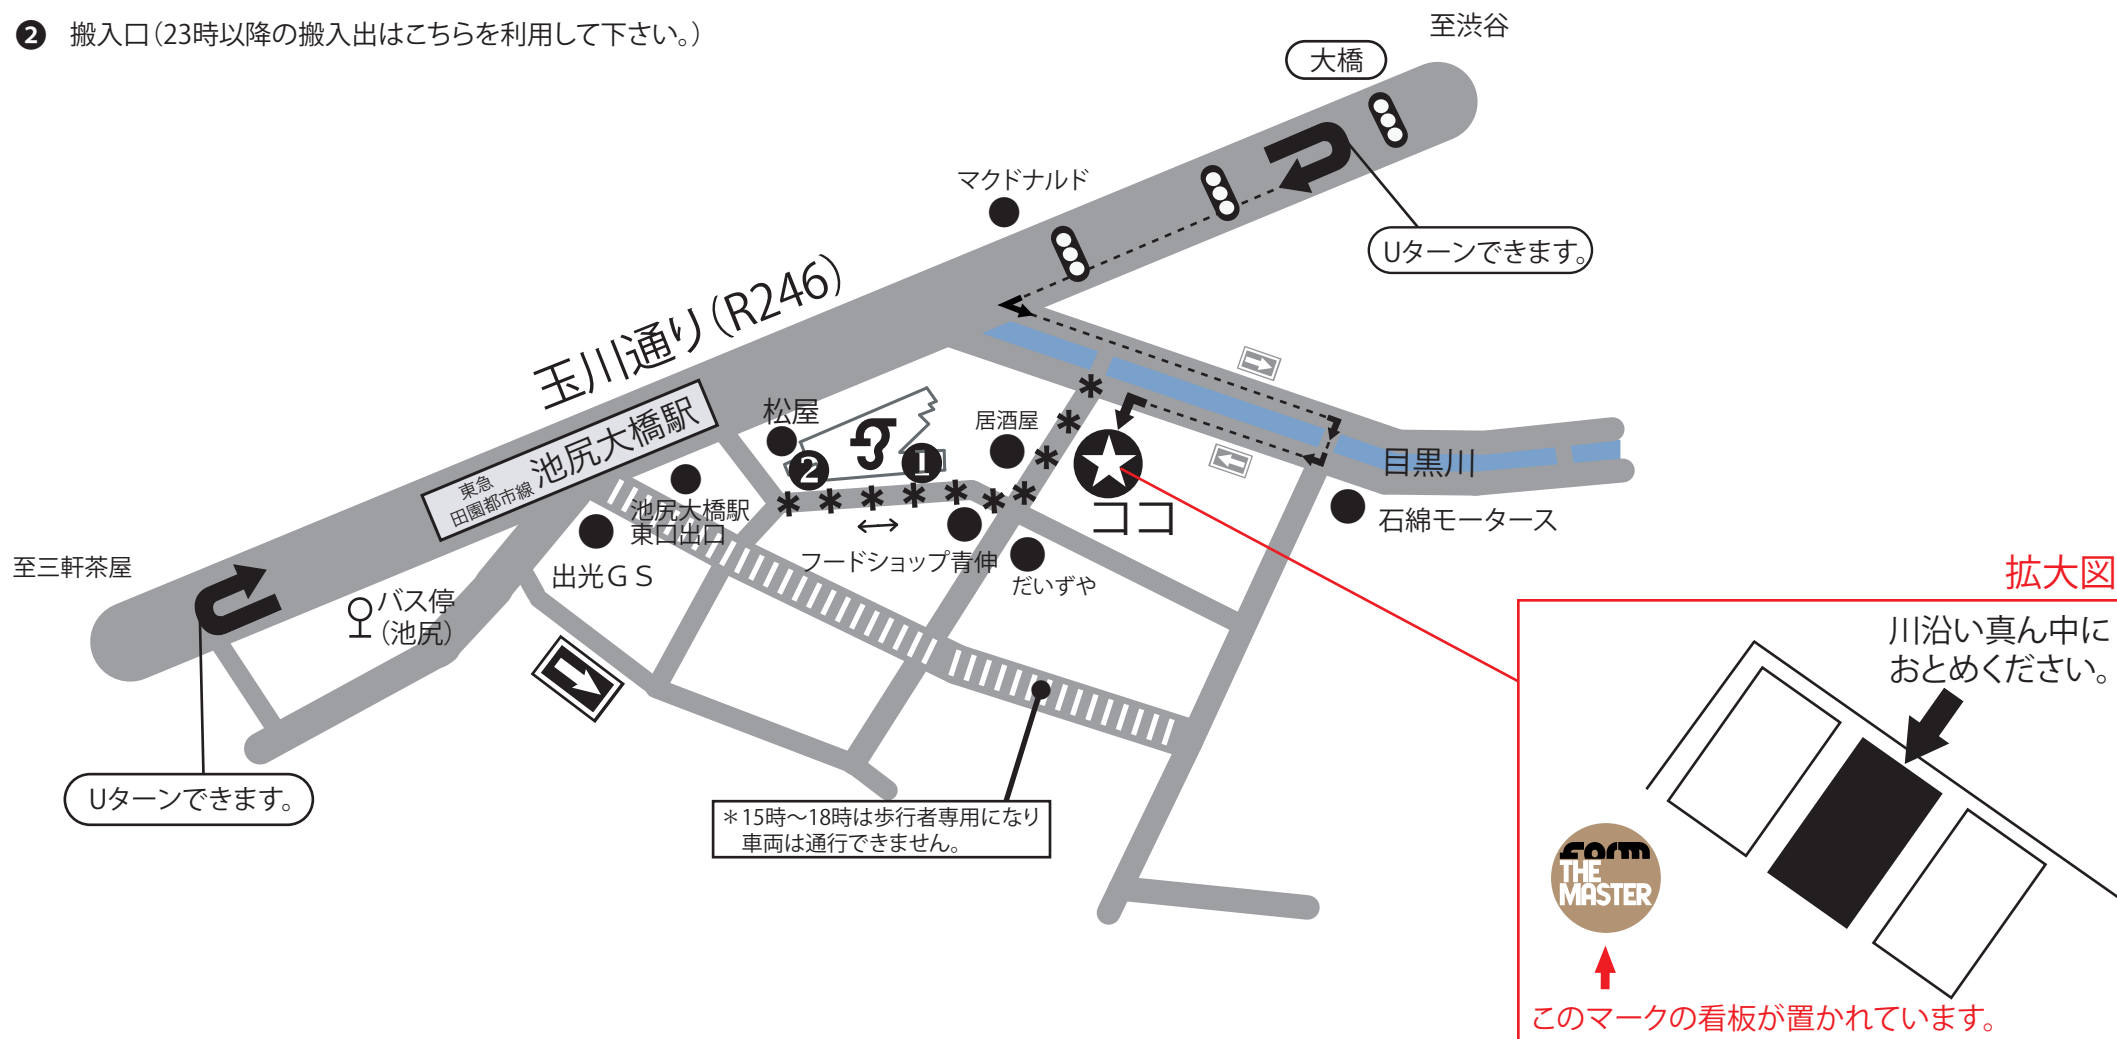 ❷ 搬入口（23時以降の搬入出はこちらを利用して下さい。）
至渋谷
大橋
マクドナルド
Uターンできます。
玉川通り（R246）
松屋
居酒屋
❶
❷
東急
田園都市線
池尻大橋駅
池尻大橋駅
東口出口
ココ
目黒川
石綿モータース
フードショップ青伸
だいずや
出光ＧＳ
至三軒茶屋
バス停
（池尻）
Uターンできます。
＊15時～18時は歩行者専用になり
車両は通行できません。
拡大図
川沿い真ん中に
おとめください。
form
THE
MASTER
このマークの看板が置かれています。